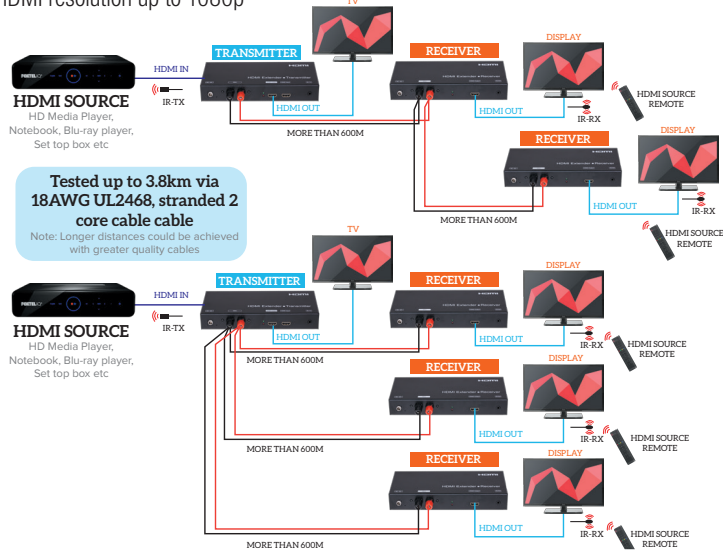 HDMI resolution up to 1080p
TV
TRANSMITTER
RECEIVER
DISPLAY
HDMI IN
HDMI OUT
HDMI OUT
IR-TX
IR-RX
HDMI SOURCE
REMOTE
HDMI SOURCE
HD Media Player,
Notebook, Blu-ray player,
Set top box etc
MORE THAN 600M
RECEIVER
DISPLAY
HDMI OUT
IR-RX
MORE THAN 600M
HDMI SOURCE
REMOTE
Tested up to 3.8km via
18AWG UL2468, stranded 2
core cable cable
Note: Longer distances could be achieved
with greater quality cables
TV
TRANSMITTER
RECEIVER
DISPLAY
HDMI IN
HDMI OUT
HDMI OUT
IR-TX
IR-RX
HDMI SOURCE
REMOTE
HDMI SOURCE
HD Media Player,
Notebook, Blu-ray player,
Set top box etc
MORE THAN 600M
RECEIVER
DISPLAY
HDMI OUT
IR-RX
HDMI SOURCE
REMOTE
MORE THAN 600M
RECEIVER
DISPLAY
HDMI OUT
IR-RX
HDMI SOURCE
REMOTE
MORE THAN 600M